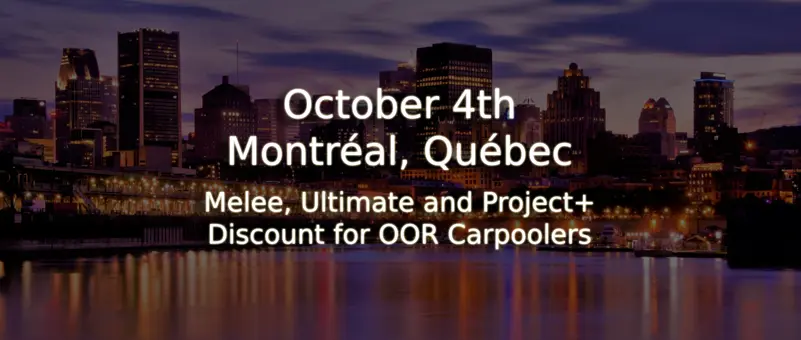 October 4th
Montréal, Québec
Melee, Ultimate and Project+
Discount for OOR Carpoolers